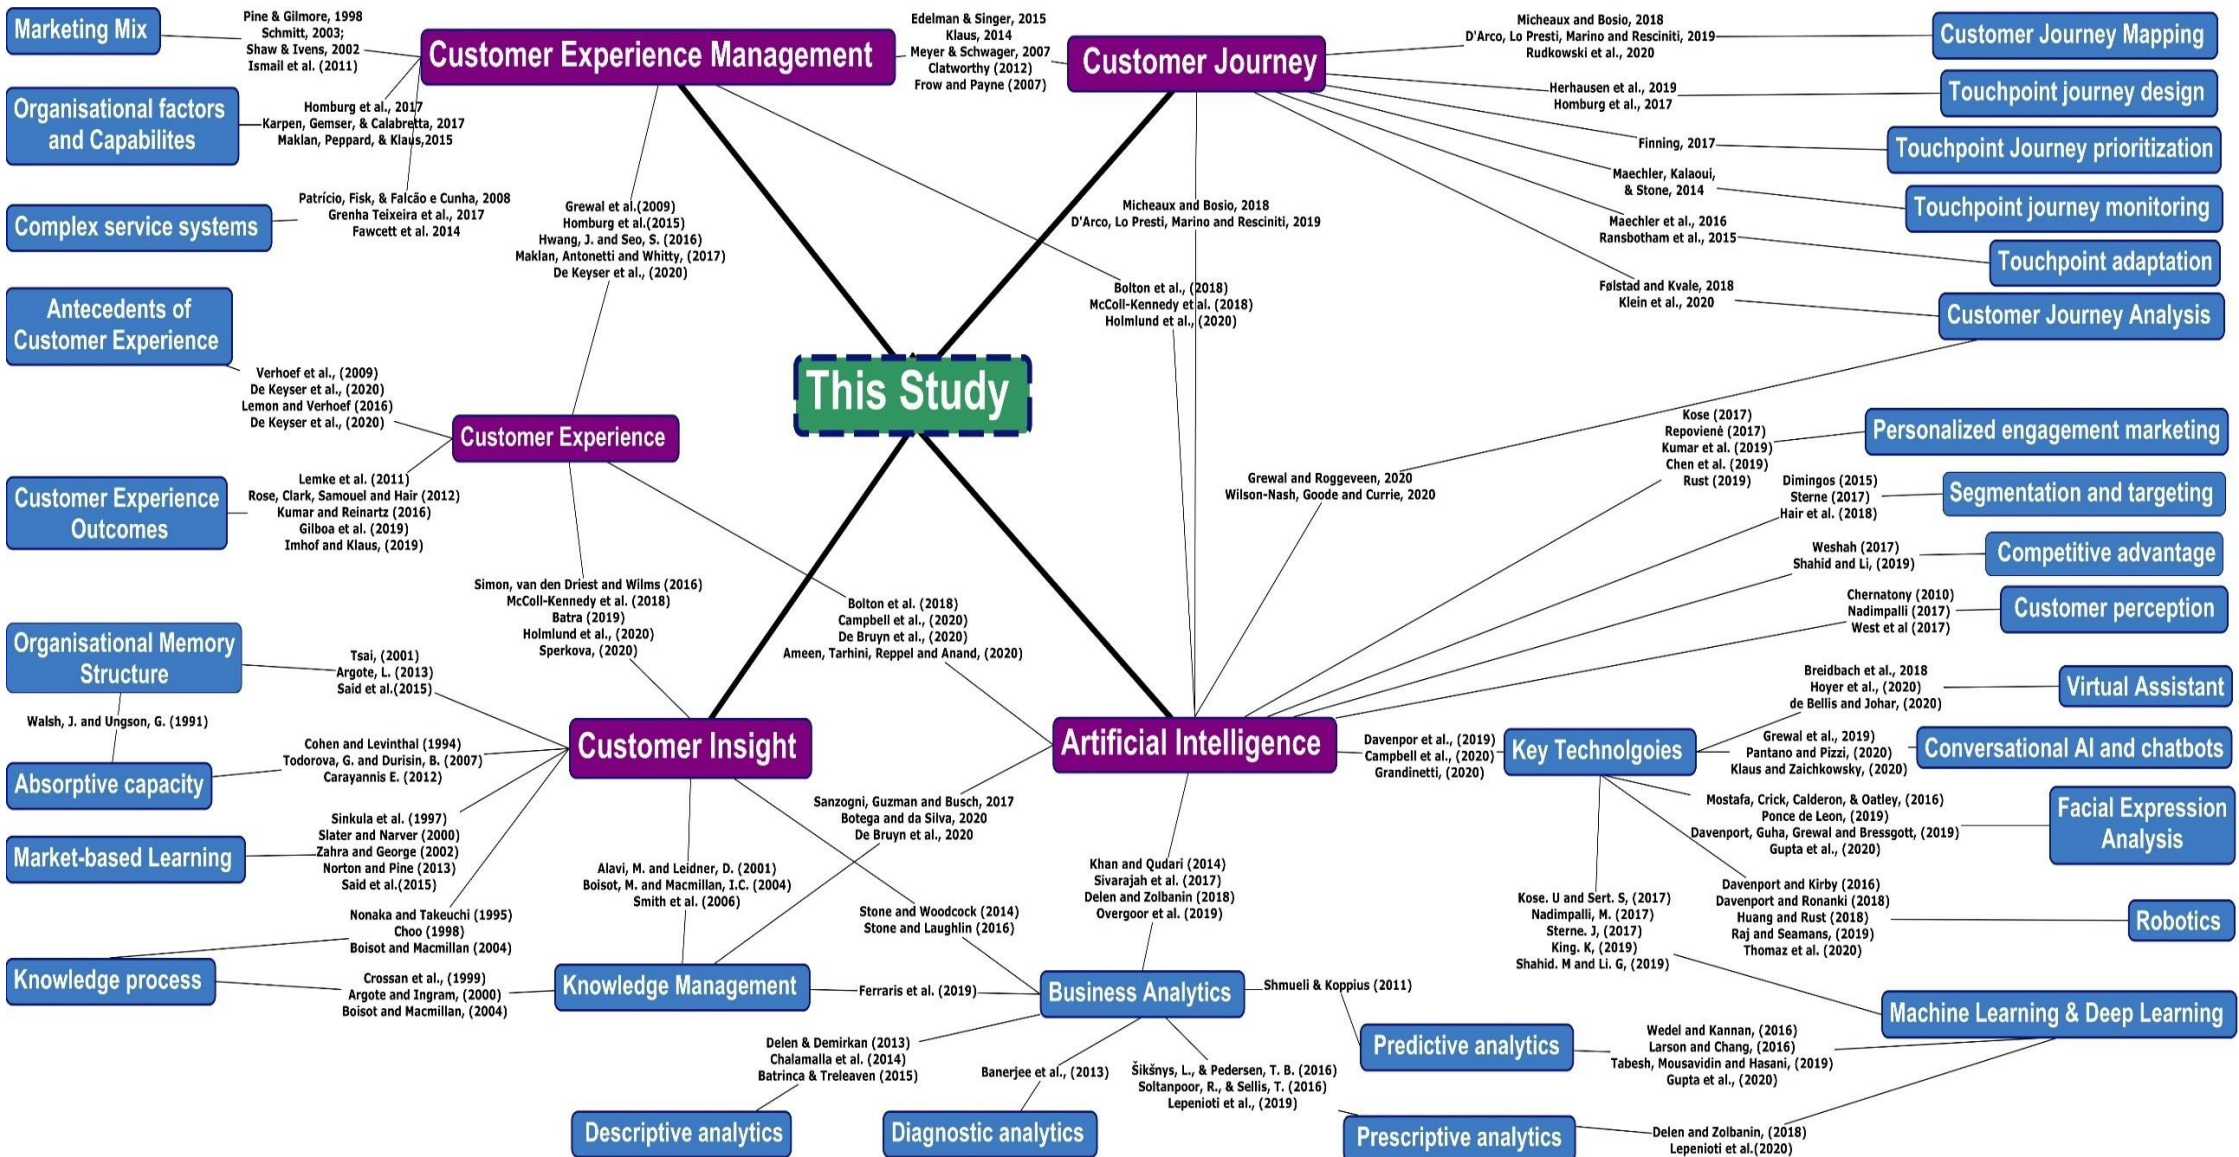 Marketing Mix
Pine & Gilmore, 1998
Schmitt, 2003;
Shaw & Ivens, 2002
Ismail et al. (2011)
Customer Experience Management
Edelman & Singer, 2015
Klaus, 2014
Meyer & Schwager, 2007
Clatworthy (2012)
Frow and Payne (2007)
Customer Journey
Micheaux and Bosio, 2018
D'Arco, Lo Presti, Marino and Resciniti, 2019
Rudkowski et al., 2020
Customer Journey Mapping
Organisational factors
and Capabilites
Homburg et al., 2017
Karpen, Gemser, & Calabretta, 2017
Maklan, Peppard, & Klaus,2015
Herhausen et al., 2019
Homburg et al., 2017
Touchpoint journey design
Finning, 2017
Touchpoint Journey prioritization
Maechler, Kalaoui,
& Stone, 2014
Touchpoint journey monitoring
Complex service systems
Patrício, Fisk, & Falcão e Cunha, 2008
Grenha Teixeira et al., 2017
Fawcett et al. 2014
Grewal et al.(2009)
Homburg et al.(2015)
Hwang, J. and Seo, S. (2016)
Maklan, Antonetti and Whitty, (2017)
De Keyser et al., (2020)
Micheaux and Bosio, 2018
D'Arco, Lo Presti, Marino and Resciniti, 2019
Maechler et al., 2016
Ransbotham et al., 2015
Touchpoint adaptation
Bolton et al., (2018)
McColl-Kennedy et al. (2018)
Holmlund et al., (2020)
Følstad and Kvale, 2018
Klein et al., 2020
Customer Journey Analysis
Antecedents of
Customer Experience
Verhoef et al., (2009)
De Keyser et al., (2020)
Lemon and Verhoef (2016)
De Keyser et al., (2020)
This Study
Customer Experience
Kose (2017)
Repovienė (2017)
Kumar et al. (2019)
Chen et al. (2019)
Rust (2019)
Personalized engagement marketing
Customer Experience
Outcomes
Lemke et al. (2011)
Rose, Clark, Samouel and Hair (2012)
Kumar and Reinartz (2016)
Gilboa et al. (2019)
Imhof and Klaus, (2019)
Grewal and Roggeveen, 2020
Wilson-Nash, Goode and Currie, 2020
Dimingos (2015)
Sterne (2017)
Hair et al. (2018)
Segmentation and targeting
Weshah (2017)
Shahid and Li, (2019)
Competitive advantage
Simon, van den Driest and Wilms (2016)
McColl-Kennedy et al. (2018)
Batra (2019)
Holmlund et al., (2020)
Sperkova, (2020)
Bolton et al. (2018)
Campbell et al., (2020)
De Bruyn et al., (2020)
Ameen, Tarhini, Reppel and Anand, (2020)
Chernatony (2010)
Nadimpalli (2017)
West et al (2017)
Customer perception
Organisational Memory
Structure
Tsai, (2001)
Argote, L. (2013)
Said et al.(2015)
Walsh, J. and Ungson, G. (1991)
Breidbach et al., 2018
Hoyer et al., (2020)
de Bellis and Johar, (2020)
Virtual Assistant
Customer Insight
Artificial Intelligence
Davenpor et al., (2019)
Campbell et al., (2020)
Grandinetti, (2020)
Key Technolgoies
Grewal et al., 2019)
Pantano and Pizzi, (2020)
Klaus and Zaichkowsky, (2020)
Conversational AI and chatbots
Absorptive capacity
Cohen and Levinthal (1994)
Todorova, G. and Durisin, B. (2007)
Carayannis E. (2012)
Sanzogni, Guzman and Busch, 2017
Botega and da Silva, 2020
De Bruyn et al., 2020
Mostafa, Crick, Calderon, & Oatley, (2016)
Ponce de Leon, (2019)
Davenport, Guha, Grewal and Bressgott, (2019)
Gupta et al., (2020)
Facial Expression
Analysis
Market-based Learning
Sinkula et al. (1997)
Slater and Narver (2000)
Zahra and George (2002)
Norton and Pine (2013)
Said et al.(2015)
Alavi, M. and Leidner, D. (2001)
Boisot, M. and Macmillan, I.C. (2004)
Smith et al. (2006)
Khan and Qudari (2014)
Sivarajah et al. (2017)
Delen and Zolbanin (2018)
Overgoor et al. (2019)
Stone and Woodcock (2014)
Stone and Laughlin (2016)
Kose. U and Sert. S, (2017)
Nadimpalli, M. (2017)
Sterne. J, (2017)
King. K, (2019)
Shahid. M and Li. G, (2019)
Davenport and Kirby (2016)
Davenport and Ronanki (2018)
Huang and Rust (2018)
Raj and Seamans, (2019)
Thomaz et al. (2020)
Robotics
Nonaka and Takeuchi (1995)
Choo (1998)
Boisot and Macmillan (2004)
Knowledge process
Crossan et al., (1999)
Argote and Ingram, (2000)
Boisot and Macmillan, (2004)
Knowledge Management
Ferraris et al. (2019)
Business Analytics
Shmueli & Koppius (2011)
Machine Learning & Deep Learning
Delen & Demirkan (2013)
Chalamalla et al. (2014)
Batrinca & Treleaven (2015)
Banerjee et al., (2013)
Šikšnys, L., & Pedersen, T. B. (2016)
Soltanpoor, R., & Sellis, T. (2016)
Lepenioti et al., (2019)
Predictive analytics
Wedel and Kannan, (2016)
Larson and Chang, (2016)
Tabesh, Mousavidin and Hasani, (2019)
Gupta et al., (2020)
Descriptive analytics
Diagnostic analytics
Prescriptive analytics
Delen and Zolbanin, (2018)
Lepenioti et al.(2020)